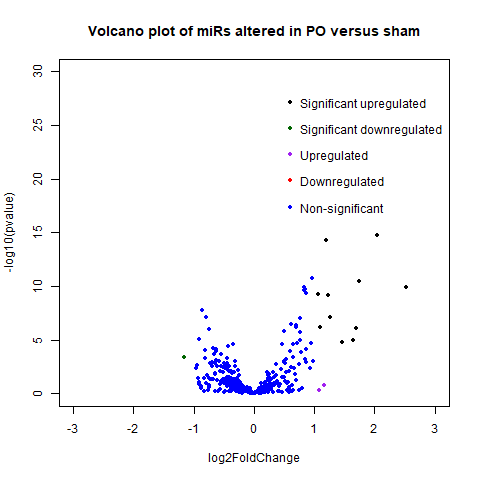 Volcano plot of miRs altered in PO versus sham
30
25
20
15
10
5
0
-log10(pvalue)
Significant upregulated
Significant downregulated
Upregulated
Downregulated
Non-significant
-3 -2 -1 0 1 2 3
log2FoldChange